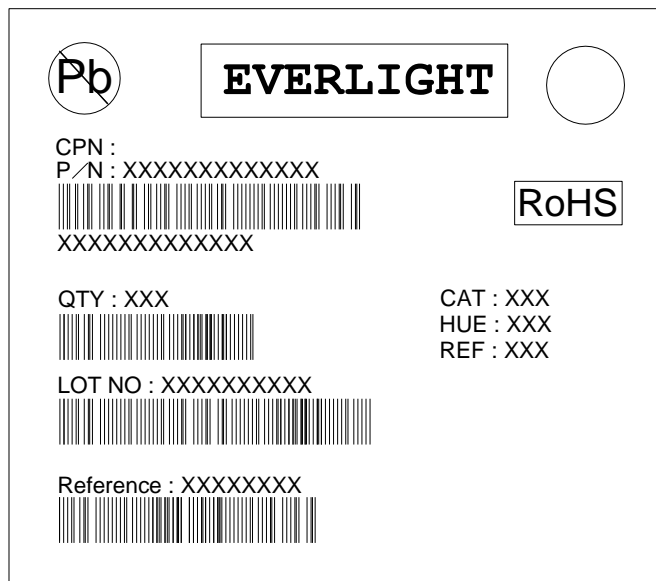 Pb
EVERLIGHT
CPN :
P∕N : XXXXXXXXXXXXX
RoHS
XXXXXXXXXXXXX
QTY : XXX
CAT : XXX
HUE : XXX
REF : XXX
LOT NO : XXXXXXXXXX
Reference : XXXXXXXX